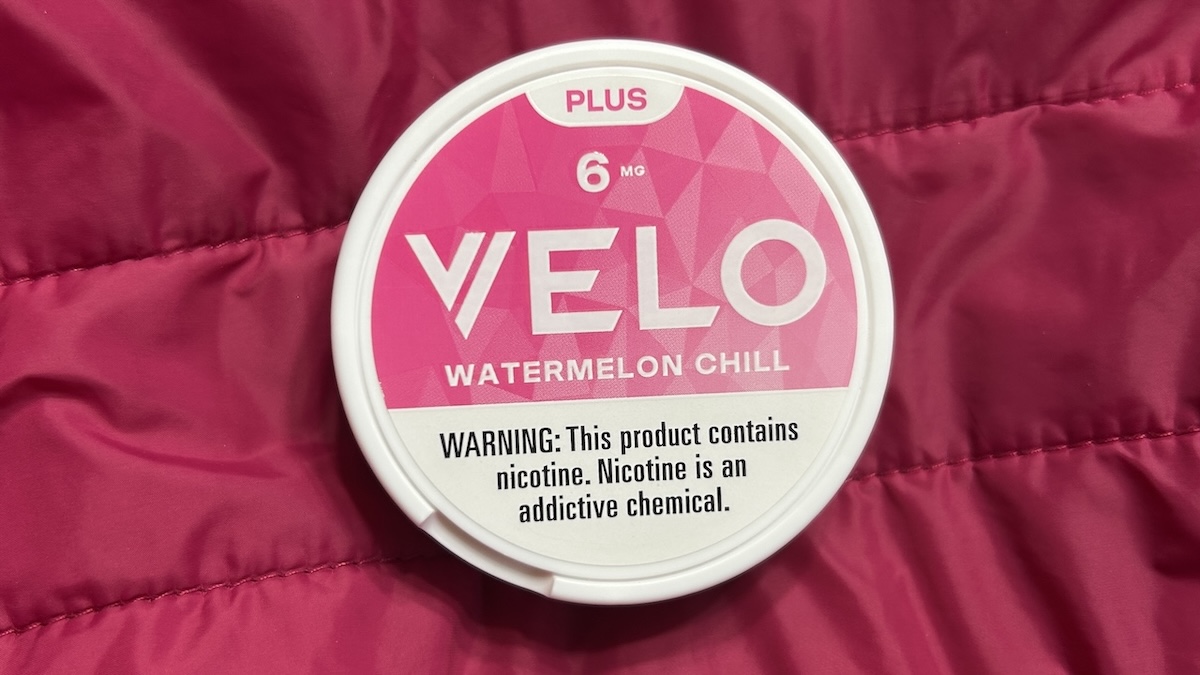 PLUS
6 MG
VELO
WATERMELON CHILL
WARNING: This product contains
nicotine. Nicotine is an
addictive chemical.